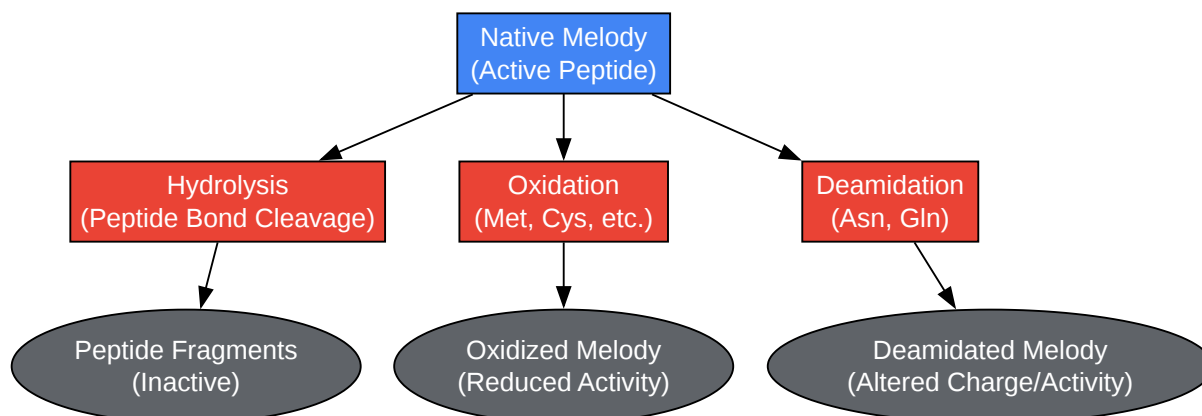 Native Melody
(Active Peptide)
Hydrolysis
(Peptide Bond Cleavage)
Oxidation
(Met, Cys, etc.)
Deamidation
(Asn, Gln)
Peptide Fragments
(Inactive)
Oxidized Melody
(Reduced Activity)
Deamidated Melody
(Altered Charge/Activity)